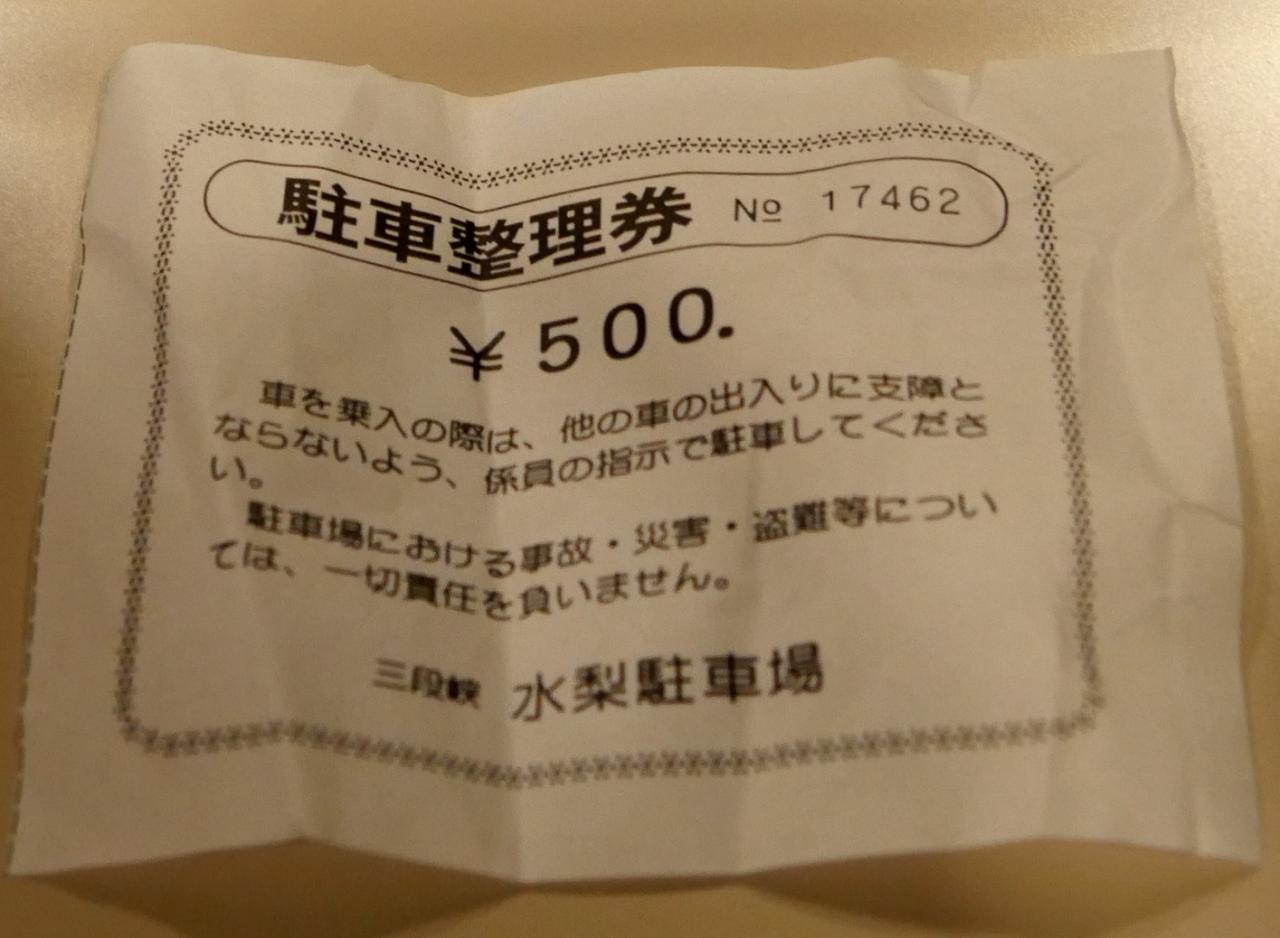 駐車整理券 № 17462
¥500.
車を乗入の際は、他の車の出入りに支障と
ならないよう、係員の指示で駐車してくださ
い。
駐車場における事故・災害・盗難等につい
ては、一切責任を負いません。
三段峡 水梨駐車場